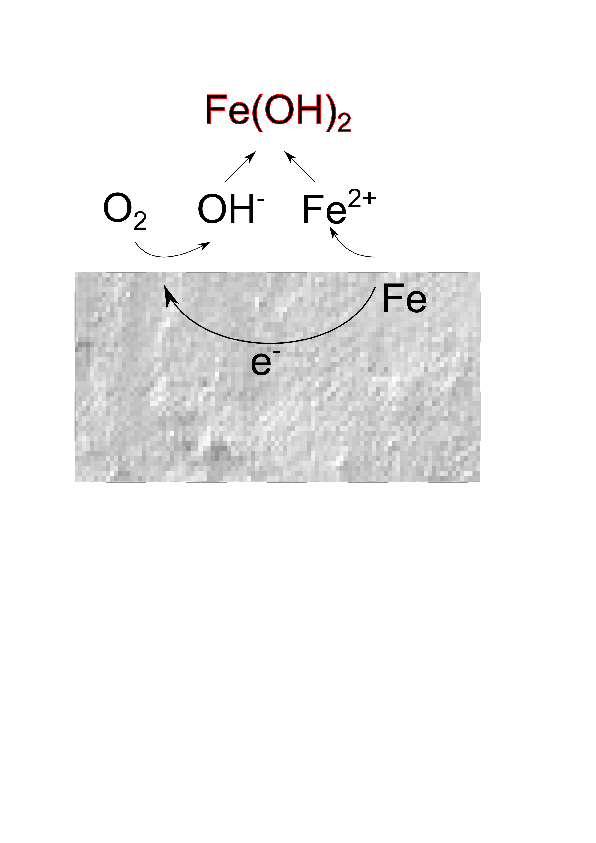 Fe(OH)₂
O₂ OH⁻ Fe²⁺
Fe
e⁻